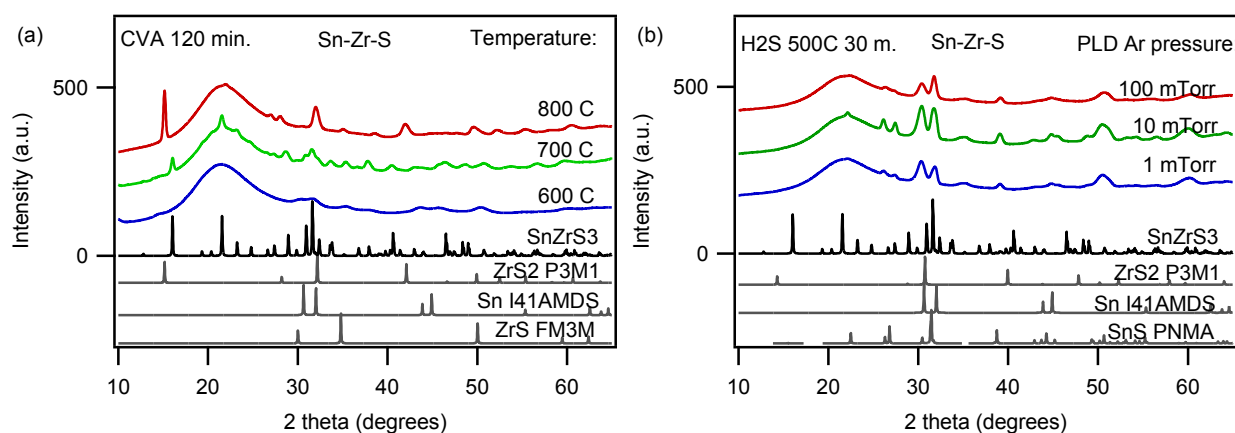 (a)
CVA 120 min.
Sn-Zr-S
Temperature:
500
800 C
700 C
600 C
SnZrS3
0
ZrS2 P3M1
Sn I41AMDS
ZrS FM3M
Intensity (a.u.)
10 20 30 40 50 60
2 theta (degrees)
(b)
H2S 500C 30 m.
Sn-Zr-S
PLD Ar pressure
500
100 mTorr
10 mTorr
1 mTorr
SnZrS3
0
ZrS2 P3M1
Sn I41AMDS
SnS PNMA
Intensity (a.u.)
10 20 30 40 50 60
2 theta (degrees)